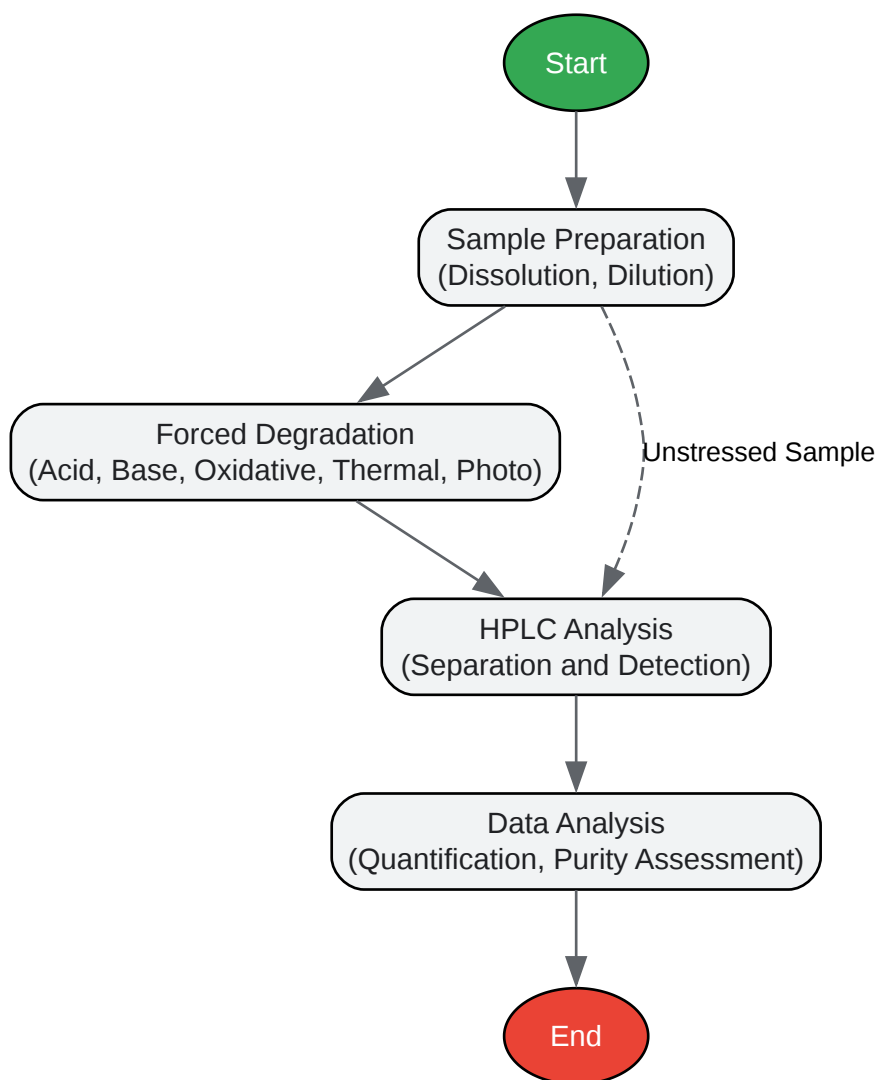 Start
Sample Preparation
(Dissolution, Dilution)
Forced Degradation
(Acid, Base, Oxidative, Thermal, Photo)
Unstressed Sample
HPLC Analysis
(Separation and Detection)
Data Analysis
(Quantification, Purity Assessment)
End